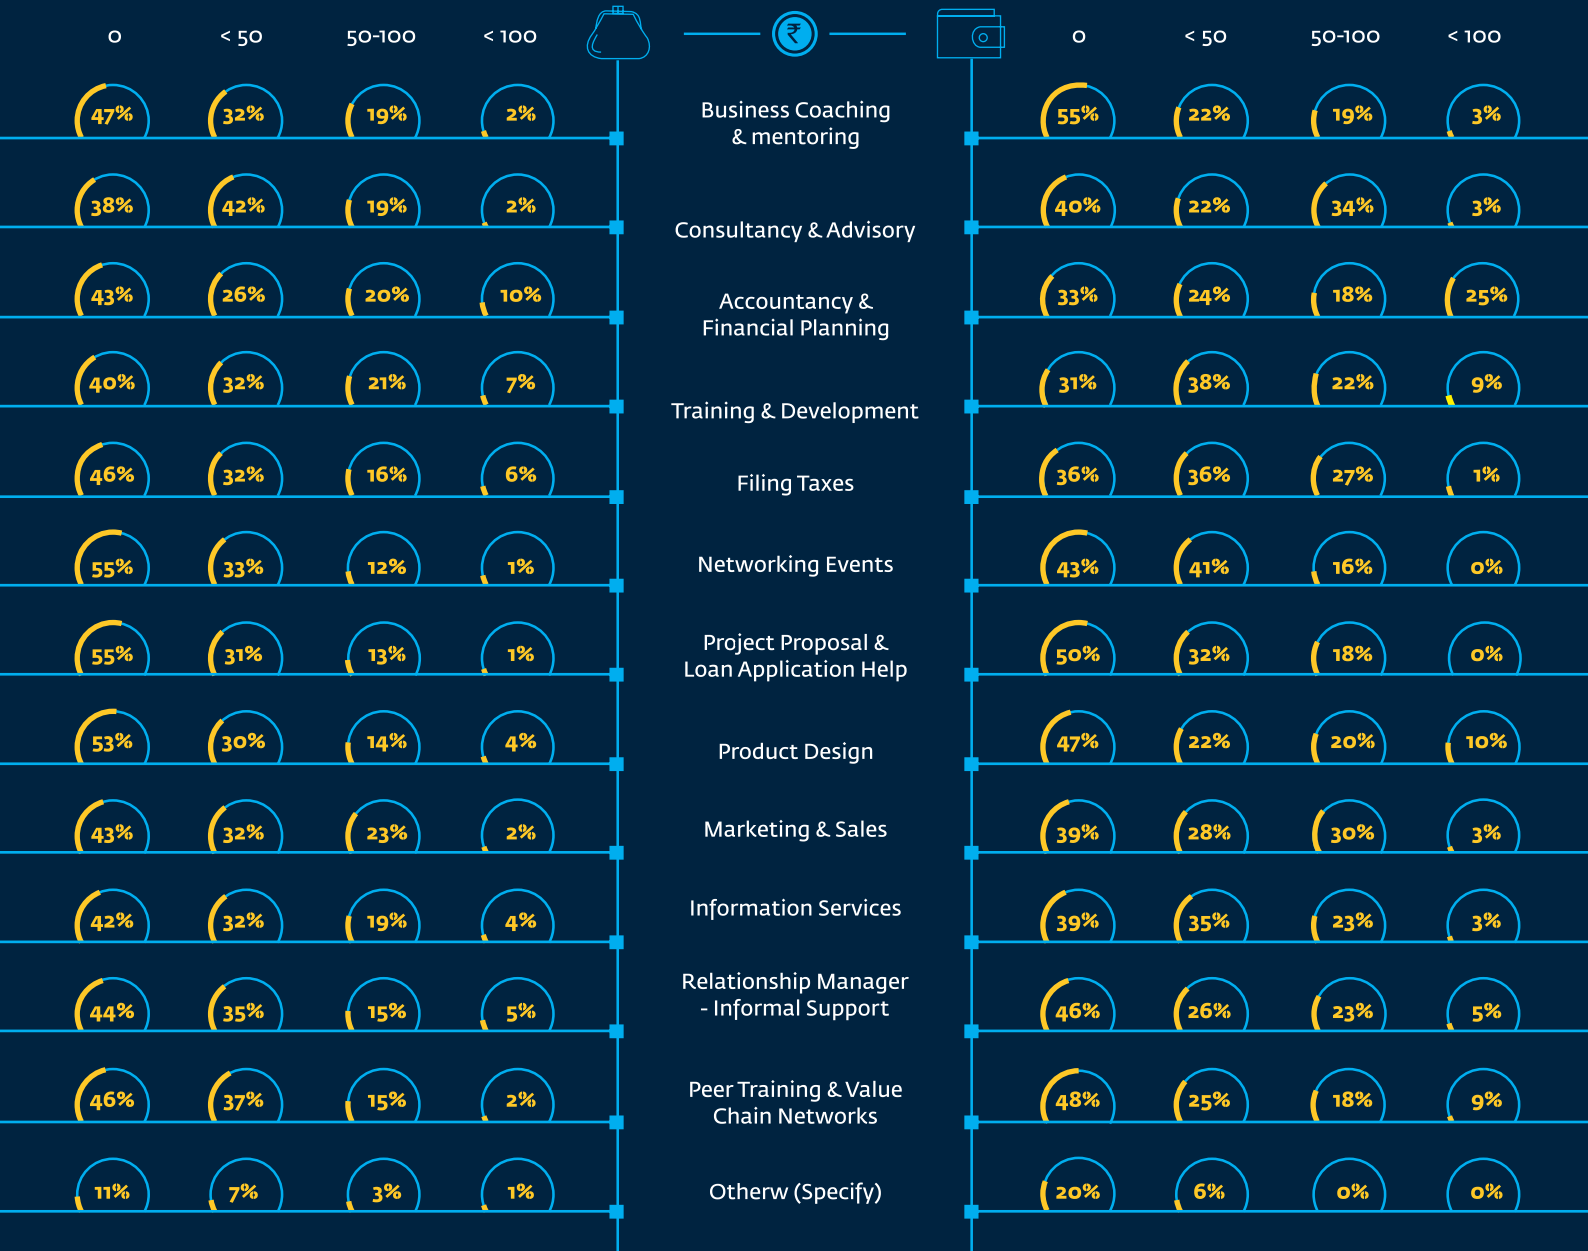 0 < 50 50-100 < 100 ₹ 0 < 50 50-100 < 100
47% 32% 19% 2% Business Coaching 55% 22% 19% 3%
& mentoring
38% 42% 19% 2% Consultancy & Advisory 40% 22% 34% 3%
43% 26% 20% 10% Accountancy & 33% 24% 18% 25%
Financial Planning
40% 32% 21% 7% Training & Development 31% 38% 22% 9%
46% 32% 16% 6% Filing Taxes 36% 36% 27% 1%
55% 33% 12% 1% Networking Events 43% 41% 16% 0%
55% 31% 13% 1% Project Proposal & 50% 32% 18% 0%
Loan Application Help
53% 30% 14% 4% Product Design 47% 22% 20% 10%
43% 32% 23% 2% Marketing & Sales 39% 28% 30% 3%
42% 32% 19% 4% Information Services 39% 35% 23% 3%
44% 35% 15% 5% Relationship Manager 46% 26% 23% 5%
- Informal Support
46% 37% 15% 2% Peer Training & Value 48% 25% 18% 9%
Chain Networks
11% 7% 3% 1% Otherw (Specify) 20% 6% 0% 0%